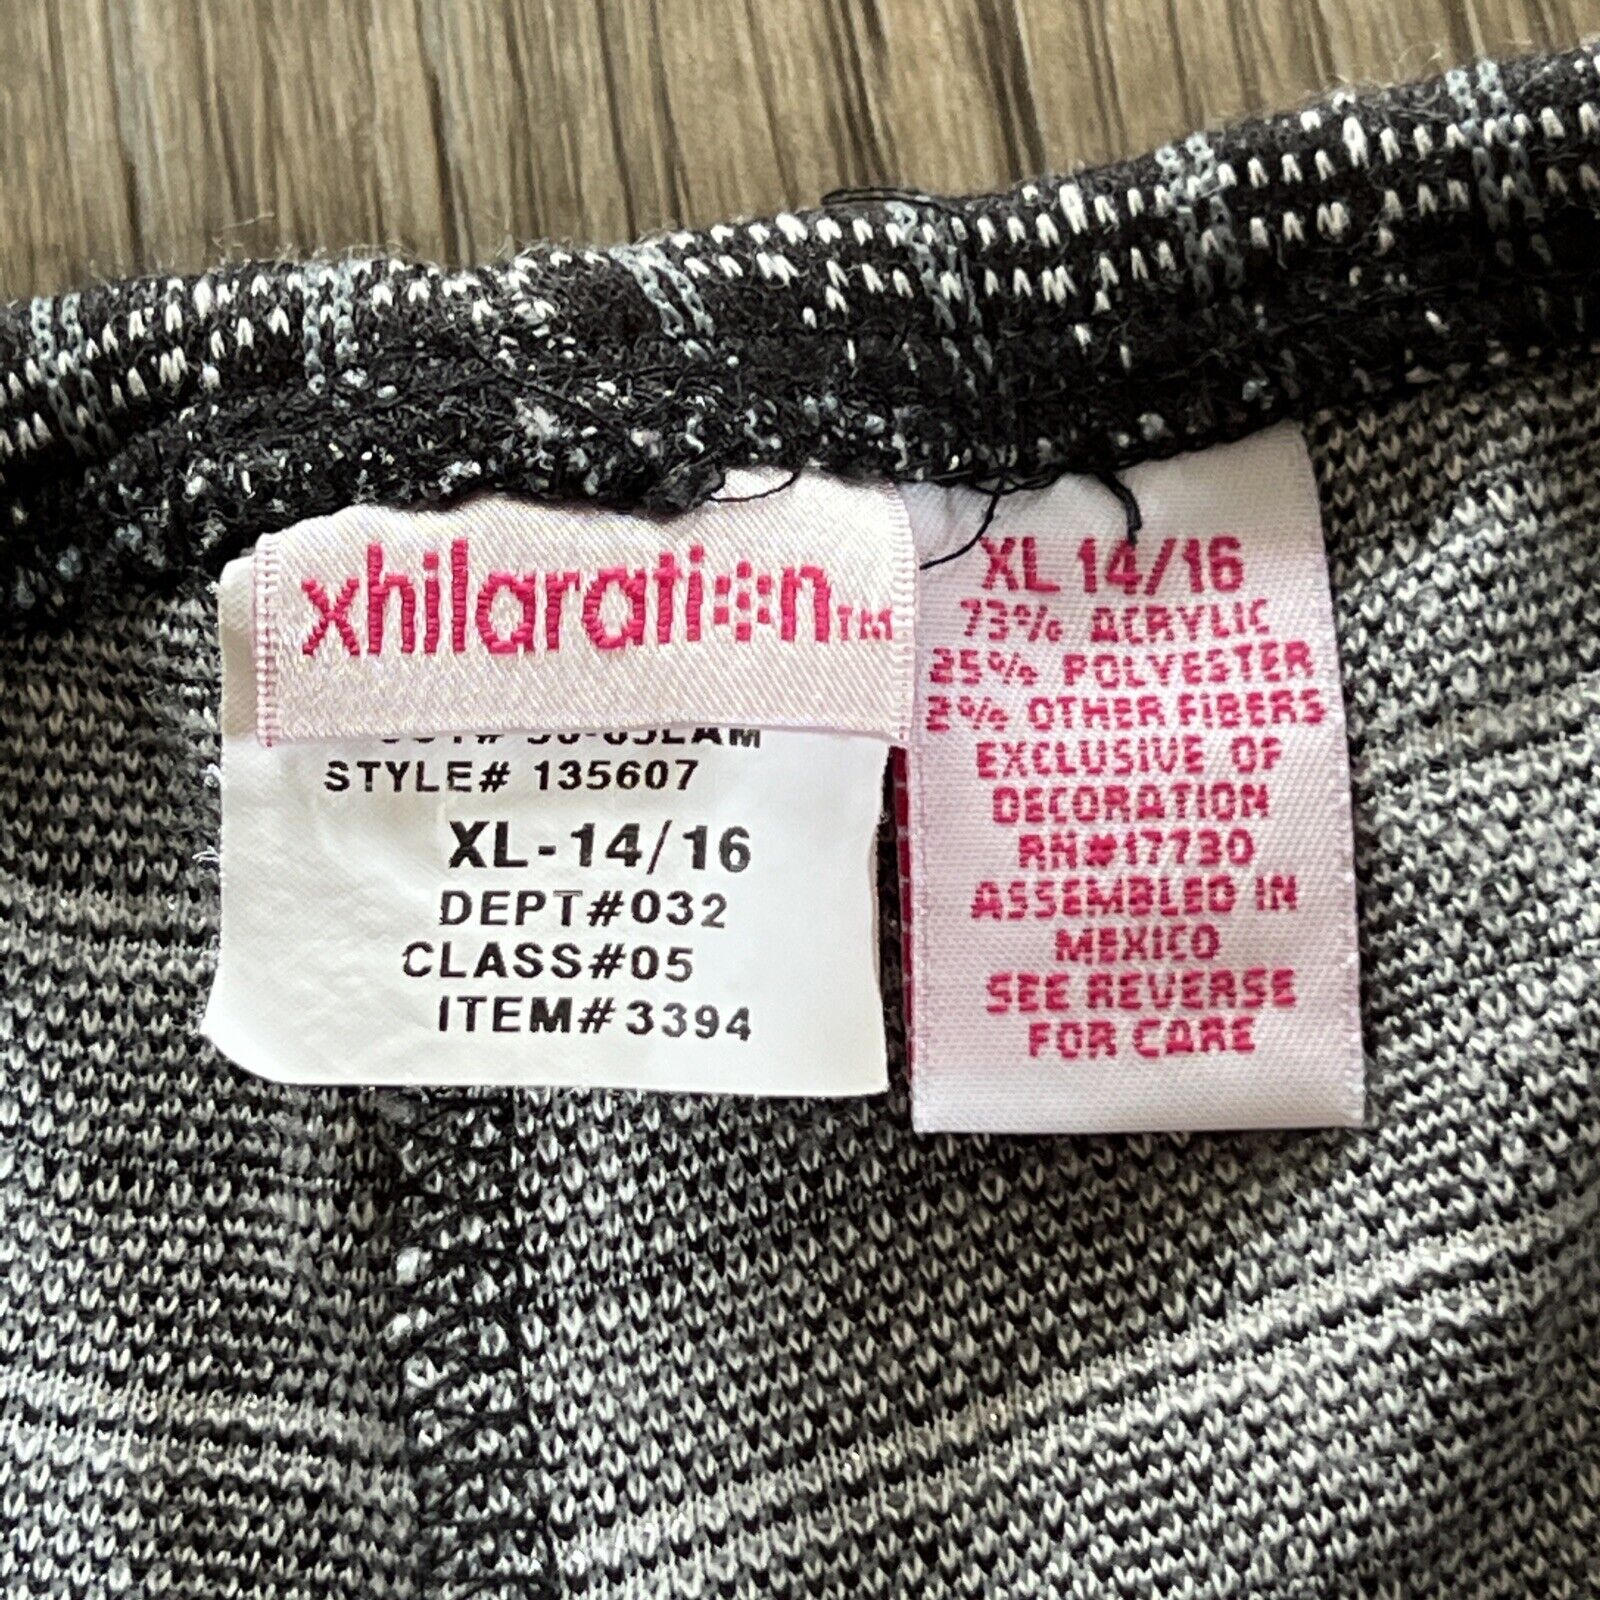 xhilaration™
STYLE# 135607
XL-14/16
DEPT#032
CLASS#05
ITEM#3394
XL 14/16
73% ACRYLIC
25% POLYESTER
2% OTHER FIBERS
EXCLUSIVE OF
DECORATION
RN#17730
ASSEMBLED IN
MEXICO
SEE REVERSE
FOR CARE